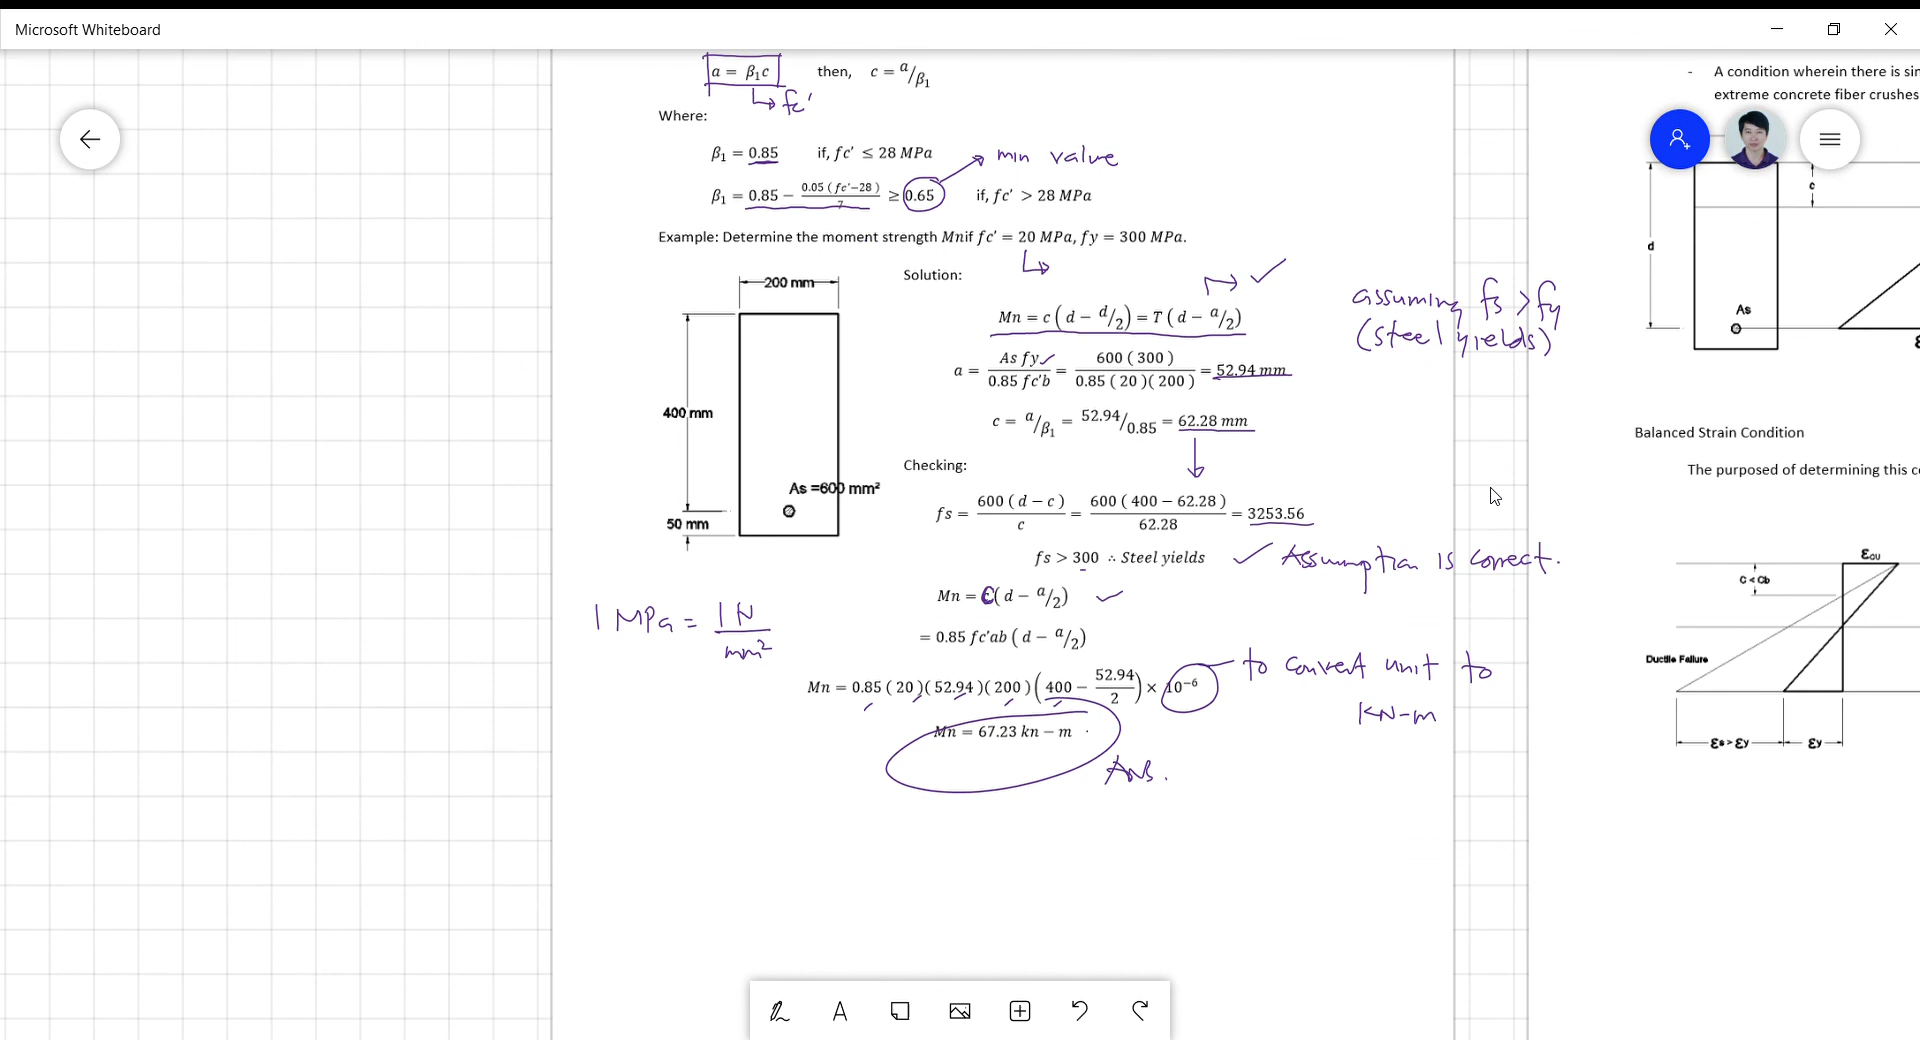 Microsoft Whiteboard
a = β₁c then, c = a/β₁
↳ fc'
Where:
β₁ = 0.85 if, fc' ≤ 28 MPa
min value
β₁ = 0.85 − 0.05 ( fc'−28 ) / 7 ≥ 0.65 if, fc' > 28 MPa
Example: Determine the moment strength Mnif fc' = 20 MPa, fy = 300 MPa.
200 mm
400 mm
As =600 mm²
50 mm
Solution:
Mn = c ( d − d/2 ) = T ( d − a/2 )
assuming fs > fy
(steel yields)
a = As fy / 0.85 fc'b = 600 ( 300 ) / 0.85 ( 20 )( 200 ) = 52.94 mm
c = a/β₁ = 52.94/0.85 = 62.28 mm
Checking:
fs = 600 ( d − c ) / c = 600 ( 400 − 62.28 ) / 62.28 = 3253.56
fs > 300 ∴ Steel yields ✓ Assumption is correct.
Mn = C( d − a/2 )
1 MPa = 1 N / mm²
= 0.85 fc'ab ( d − a/2 )
Mn = 0.85 ( 20 )( 52.94 )( 200 ) ( 400 − 52.94 / 2 ) × 10⁻⁶
to convert unit to
KN-m
Mn = 67.23 kn − m
Ans.
- A condition wherein there is sin
extreme concrete fiber crushes
c
d
As
ε
Balanced Strain Condition
The purposed of determining this c
εcu
C < Cb
Ductile Failure
εs > εy
εy